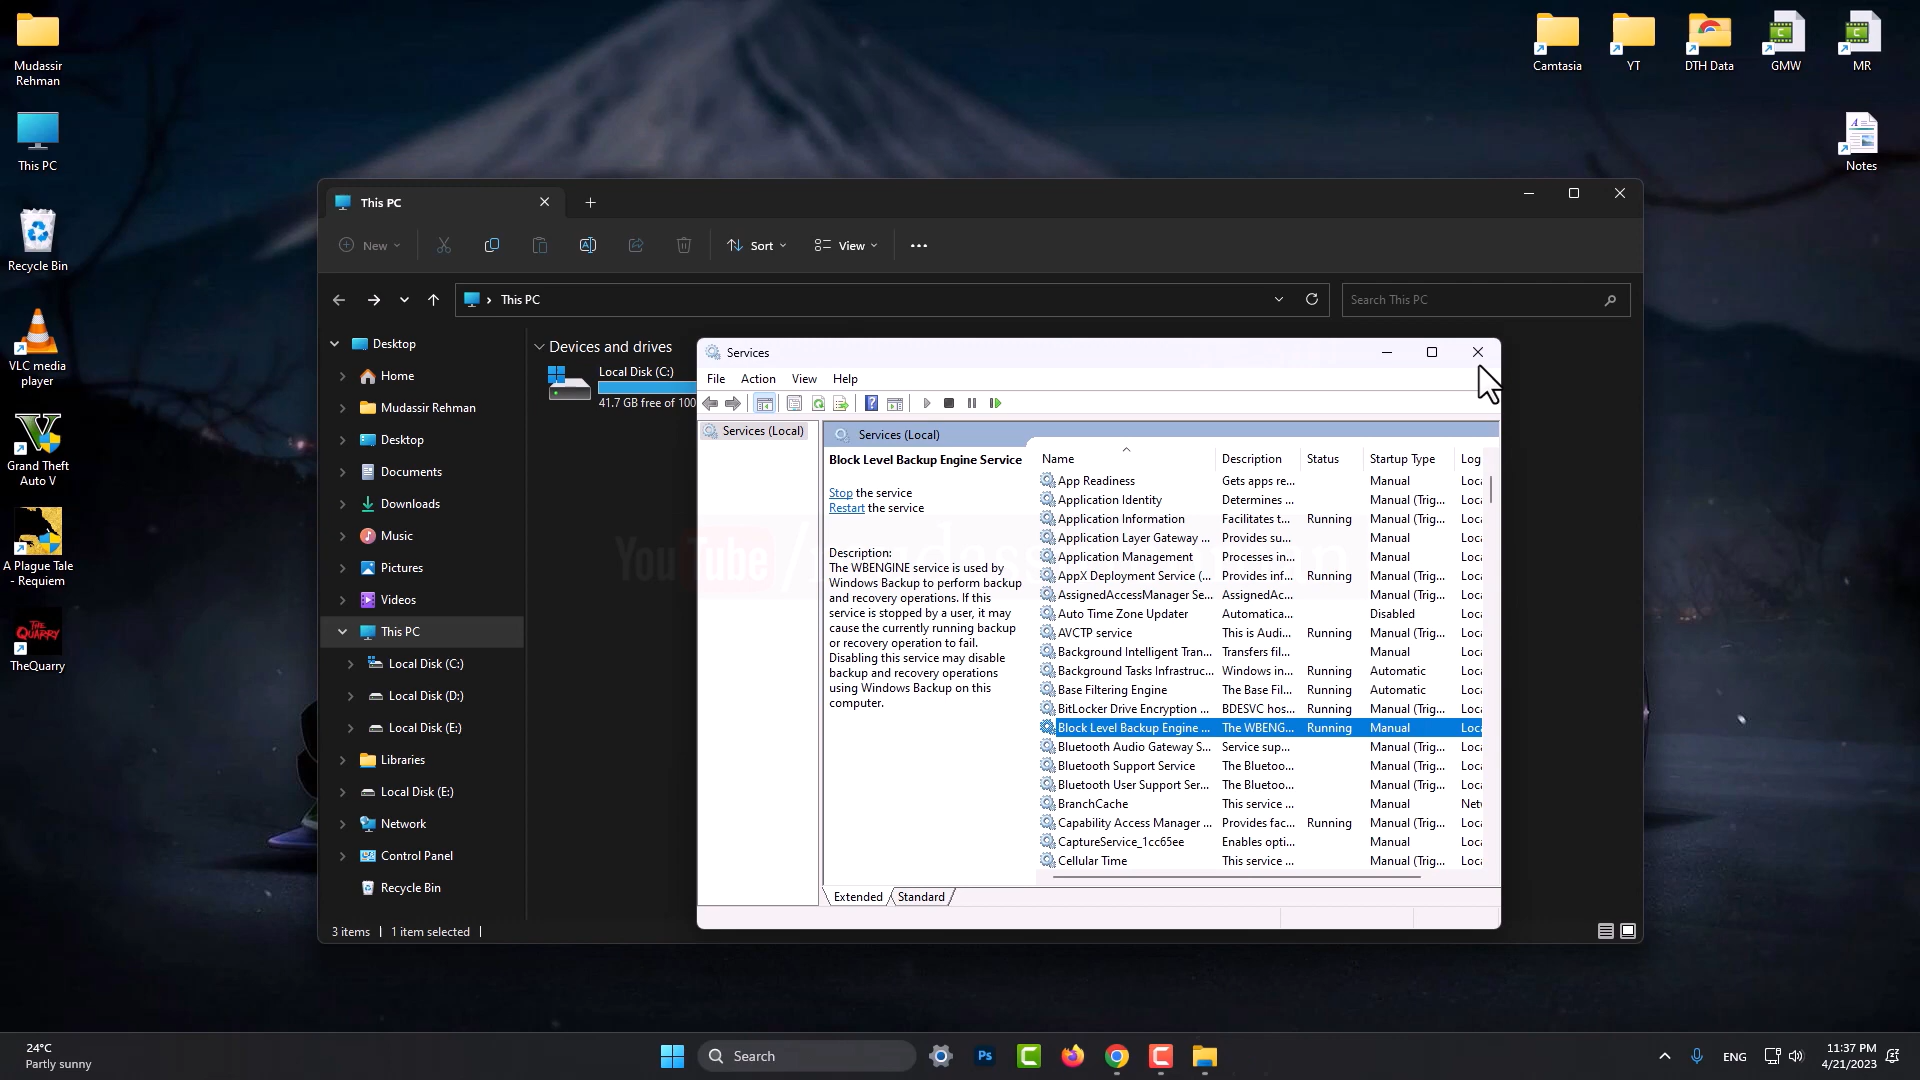 Mudassir
Rehman
This PC
Recycle Bin
VLC media
player
Grand Theft
Auto V
A Plague Tale
- Requiem
THE
QUARRY
TheQuarry
Camtasia
YT
DTH Data
GMW
MR
Notes
This PC
New
Sort
View
This PC
Search This PC
Desktop
Home
Mudassir Rehman
Desktop
Documents
Downloads
Music
Pictures
Videos
This PC
Local Disk (C:)
Local Disk (D:)
Local Disk (E:)
Libraries
Local Disk (E:)
Network
Control Panel
Recycle Bin
Devices and drives
Local Disk (C:)
41.7 GB free of 100
3 items
1 item selected
Services
File Action View Help
Services (Local)
Services (Local)
Block Level Backup Engine Service
Stop the service
Restart the service
Description:
The WBENGINE service is used by
Windows Backup to perform backup
and recovery operations. If this
service is stopped by a user, it may
cause the currently running backup
or recovery operation to fail.
Disabling this service may disable
backup and recovery operations
using Windows Backup on this
computer.
Name Description Status Startup Type Log
App Readiness Gets apps re... Manual Loca
Application Identity Determines ... Manual (Trig... Loca
Application Information Facilitates t... Running Manual (Trig... Loca
Application Layer Gateway ... Provides su... Manual Loca
Application Management Processes in... Manual Loca
AppX Deployment Service (... Provides inf... Running Manual (Trig... Loca
AssignedAccessManager Se... AssignedAc... Manual (Trig... Loca
Auto Time Zone Updater Automatica... Disabled Loca
AVCTP service This is Audi... Running Manual (Trig... Loca
Background Intelligent Tran... Transfers fil... Manual Loca
Background Tasks Infrastruc... Windows in... Running Automatic Loca
Base Filtering Engine The Base Fil... Running Automatic Loca
BitLocker Drive Encryption ... BDESVC hos... Running Manual (Trig... Loca
Block Level Backup Engine ... The WBENG... Running Manual Loca
Bluetooth Audio Gateway S... Service sup... Manual (Trig... Loca
Bluetooth Support Service The Bluetoo... Manual (Trig... Loca
Bluetooth User Support Ser... The Bluetoo... Manual (Trig... Loca
BranchCache This service ... Manual Netw
Capability Access Manager ... Provides fac... Running Manual (Trig... Loca
CaptureService_1cc65ee Enables opti... Manual Loca
Cellular Time This service ... Manual (Trig... Loca
Extended Standard
YouTube
24°C
Partly sunny
Search
Ps
ENG
11:37 PM
4/21/2023